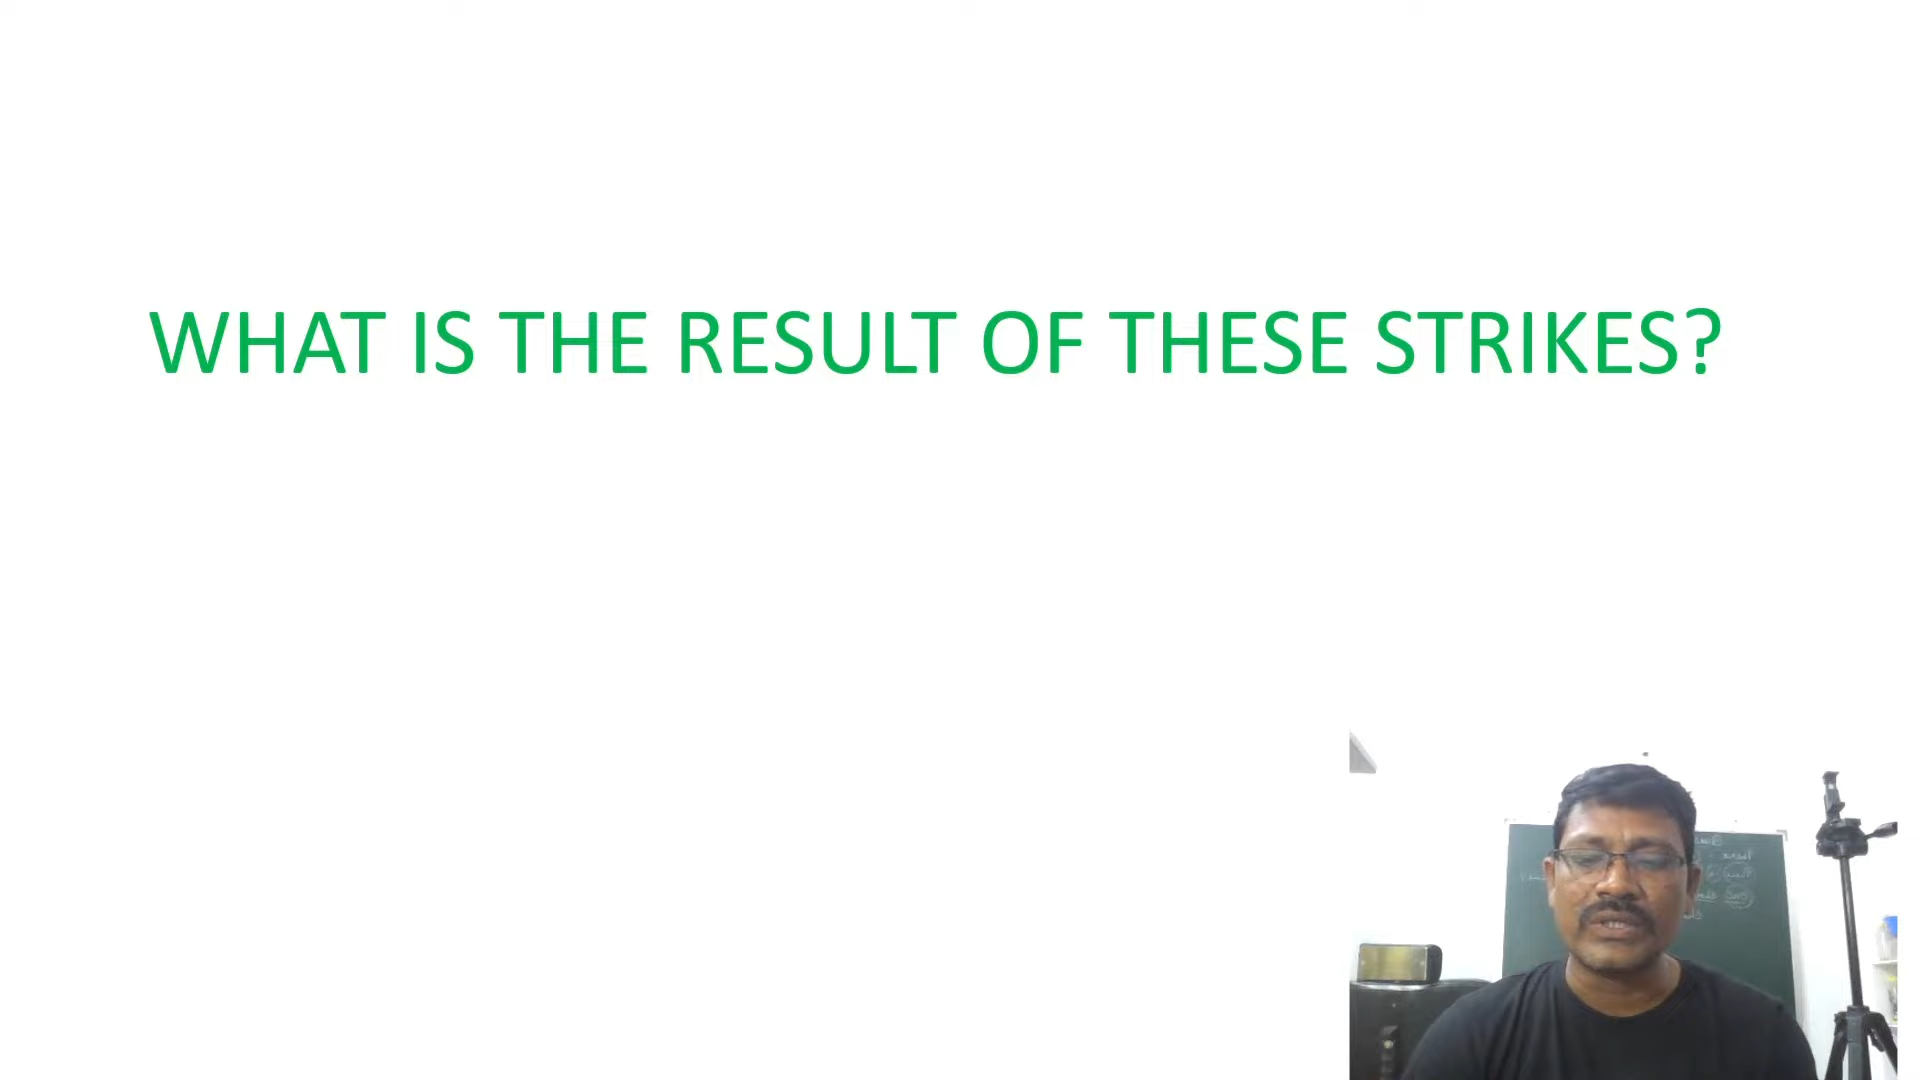 WHAT IS THE RESULT OF THESE STRIKES?